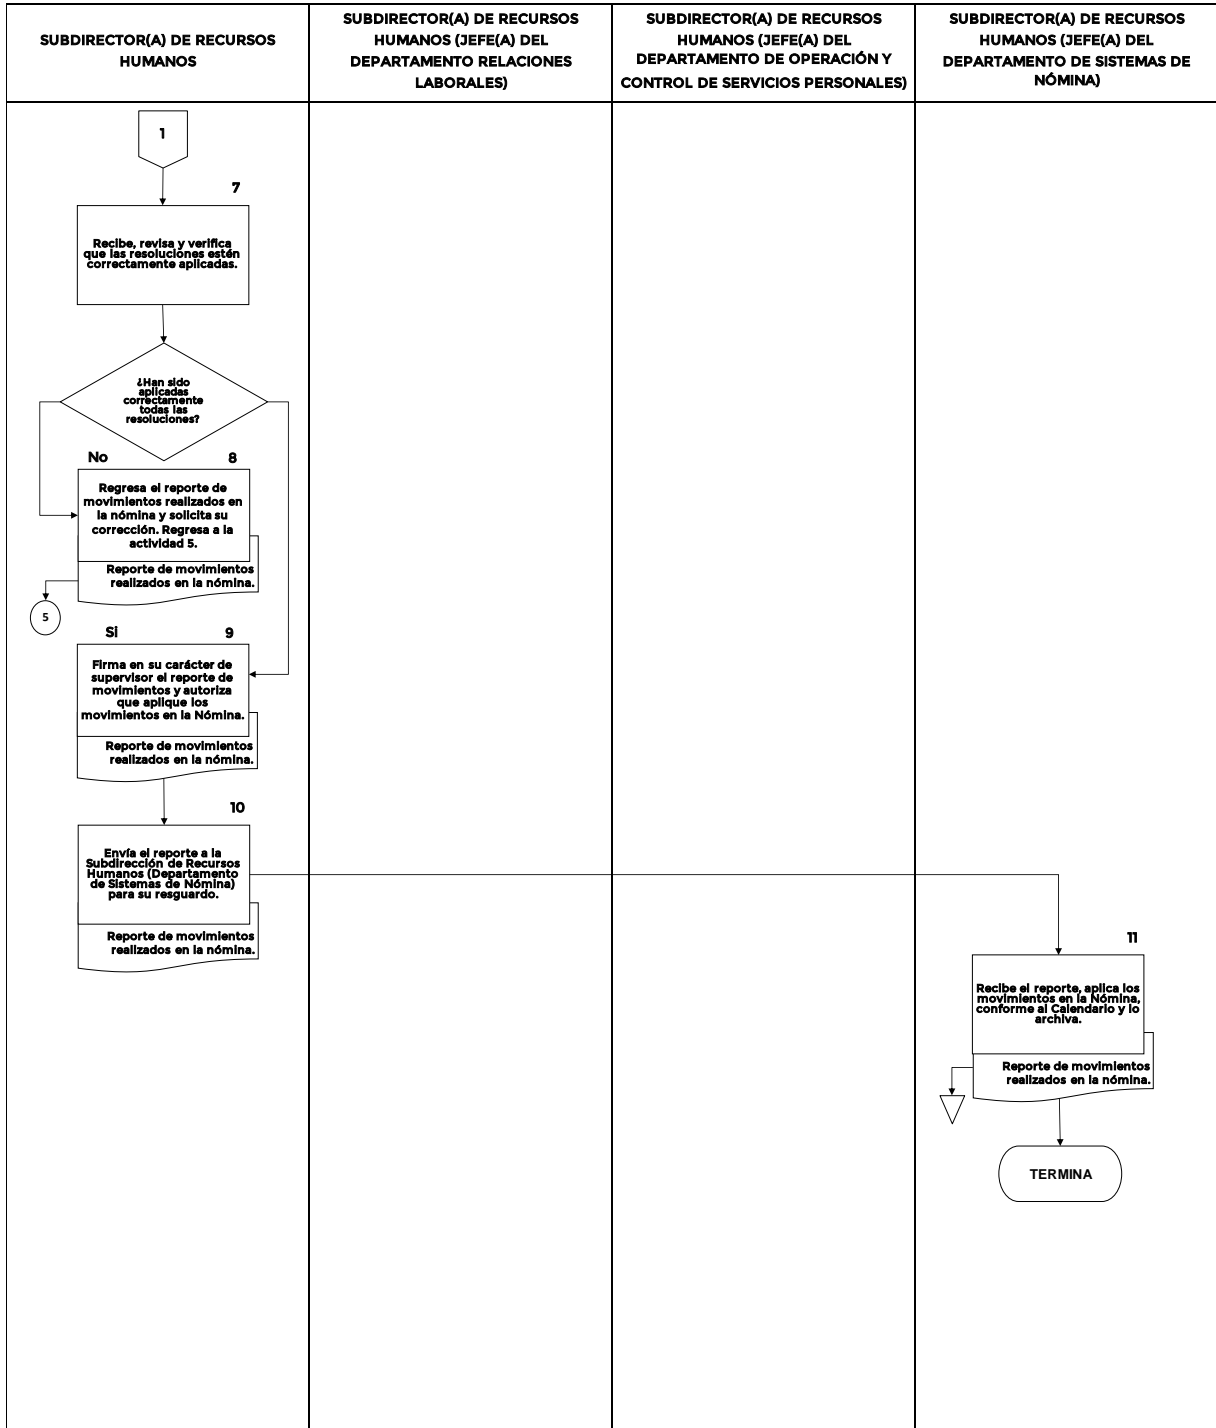 SUBDIRECTOR(A) DE RECURSOS
HUMANOS
SUBDIRECTOR(A) DE RECURSOS
HUMANOS (JEFE(A) DEL
DEPARTAMENTO RELACIONES
LABORALES)
SUBDIRECTOR(A) DE RECURSOS
HUMANOS (JEFE(A) DEL
DEPARTAMENTO DE OPERACIÓN Y
CONTROL DE SERVICIOS PERSONALES)
SUBDIRECTOR(A) DE RECURSOS
HUMANOS (JEFE(A) DEL
DEPARTAMENTO DE SISTEMAS DE
NÓMINA)
1
7
Recibe, revisa y verifica
que las resoluciones estén
correctamente aplicadas.
¿Han sido
aplicadas
correctamente
todas las
resoluciones?
No
8
Regresa el reporte de
movimientos realizados en
la nómina y solicita su
corrección. Regresa a la
actividad 5.
Reporte de movimientos
realizados en la nómina.
5
Si
9
Firma en su carácter de
supervisor el reporte de
movimientos y autoriza
que aplique los
movimientos en la Nómina.
Reporte de movimientos
realizados en la nómina.
10
Envía el reporte a la
Subdirección de Recursos
Humanos (Departamento
de Sistemas de Nómina)
para su resguardo.
Reporte de movimientos
realizados en la nómina.
11
Recibe el reporte, aplica los
movimientos en la Nómina,
conforme al Calendario y lo
archiva.
Reporte de movimientos
realizados en la nómina.
TERMINA